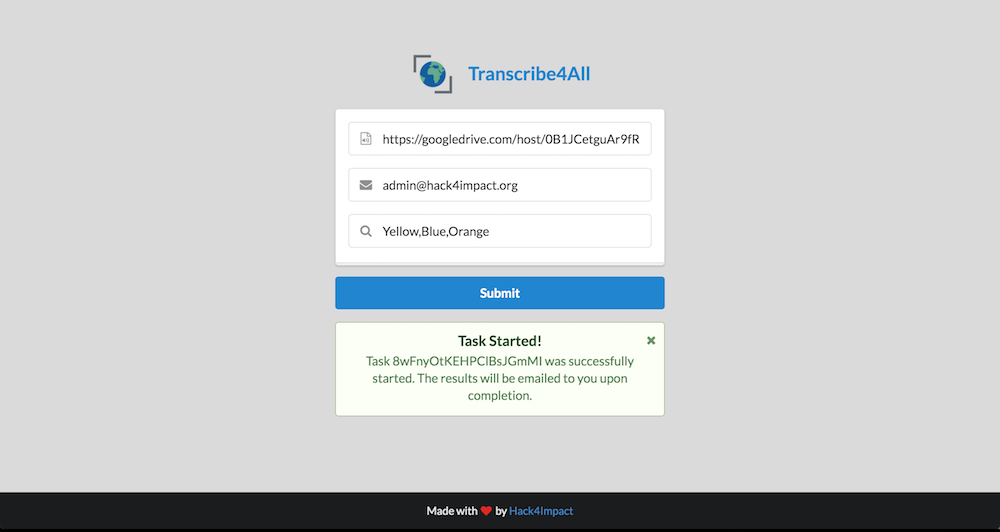 Transcribe4All
https://googledrive.com/host/0B1JCetguAr9fR
admin@hack4impact.org
Yellow,Blue,Orange
Submit
Task Started!
Task 8wFnyOtKEHPClBsJGmMI was successfully
started. The results will be emailed to you upon
completion.
Made with ❤ by Hack4Impact